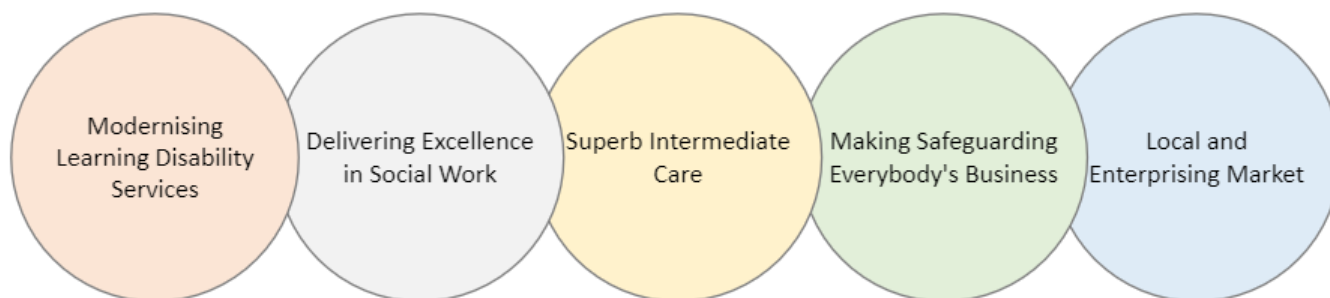 Modernising
Learning Disability
Services
Delivering Excellence
in Social Work
Superb Intermediate
Care
Making Safeguarding
Everybody's Business
Local and
Enterprising Market